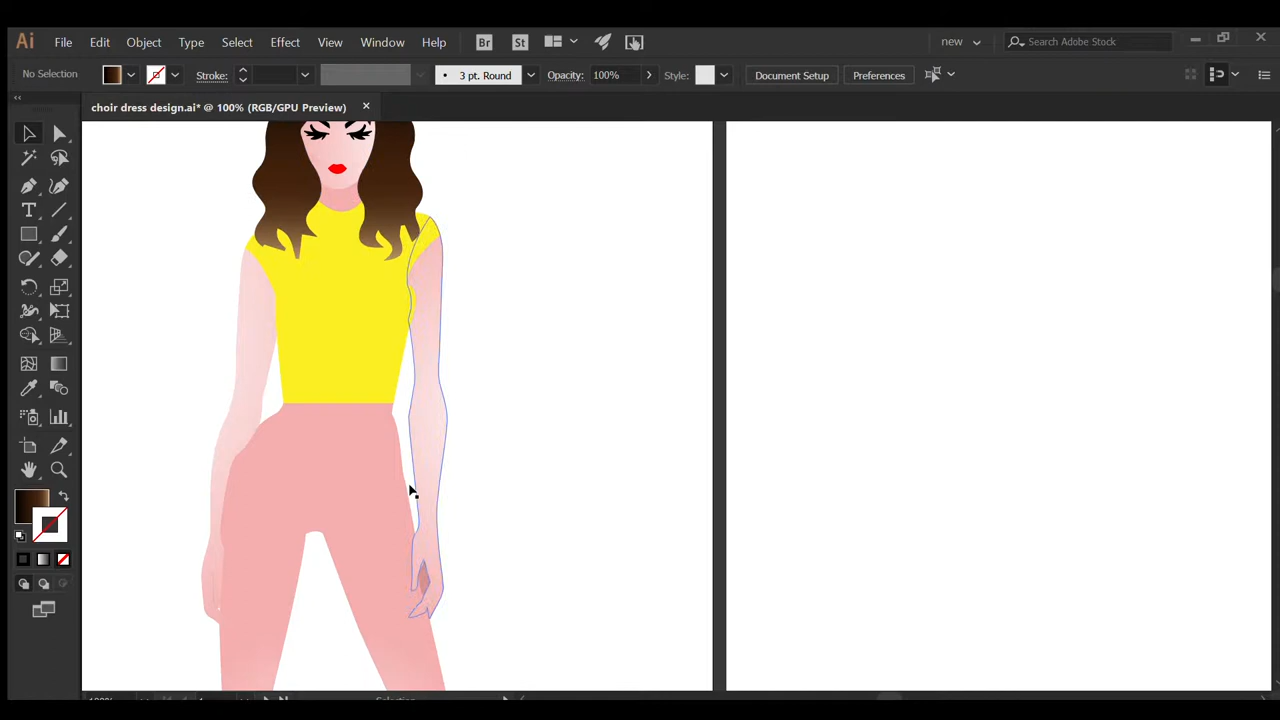 Ai File Edit Object Type Select Effect View Window Help Br St new Search Adobe Stock
No Selection Stroke: 3 pt. Round Opacity: 100% Style: Document Setup Preferences
choir dress design.ai* @ 100% (RGB/GPU Preview)